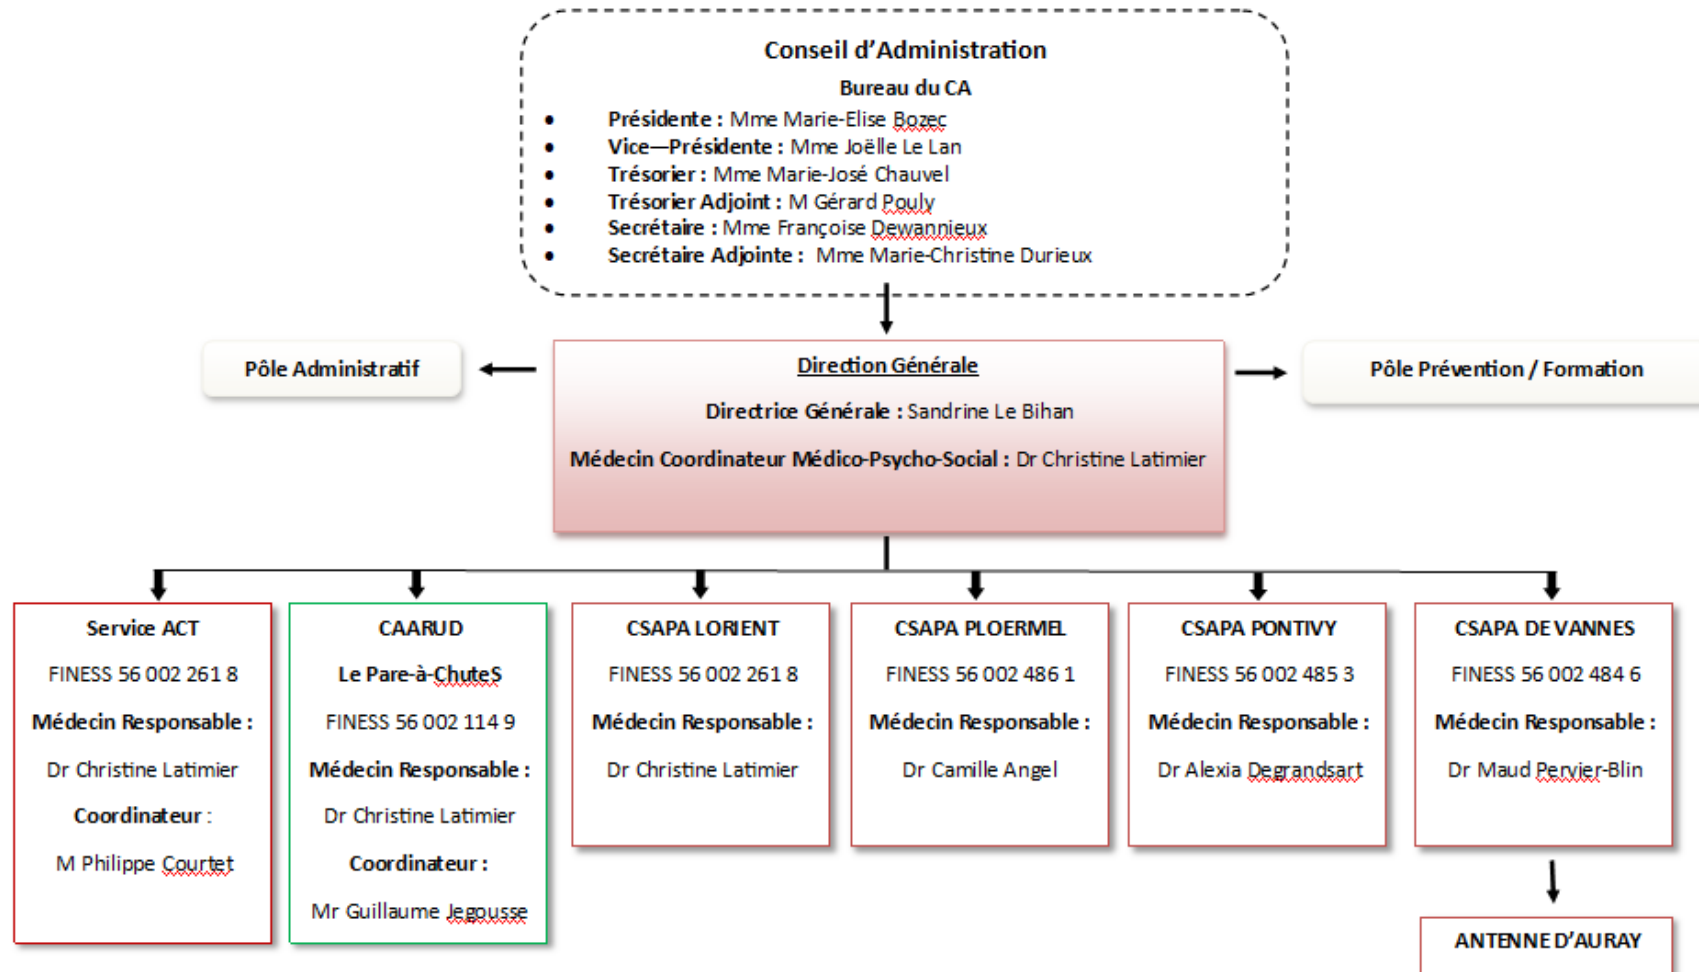 Conseil d’Administration
Bureau du CA
• Présidente : Mme Marie-Elise Bozec
• Vice—Présidente : Mme Joëlle Le Lan
• Trésorier : Mme Marie-José Chauvel
• Trésorier Adjoint : M Gérard Pouly
• Secrétaire : Mme Françoise Dewannieux
• Secrétaire Adjointe : Mme Marie-Christine Durieux
Pôle Administratif
Direction Générale
Directrice Générale : Sandrine Le Bihan
Médecin Coordinateur Médico-Psycho-Social : Dr Christine Latimier
Pôle Prévention / Formation
Service ACT
FINESS 56 002 261 8
Médecin Responsable :
Dr Christine Latimier
Coordinateur :
M Philippe Courtet
CAARUD
Le Pare-à-ChuteS
FINESS 56 002 114 9
Médecin Responsable :
Dr Christine Latimier
Coordinateur :
Mr Guillaume Jegousse
CSAPA LORIENT
FINESS 56 002 261 8
Médecin Responsable :
Dr Christine Latimier
CSAPA PLOERMEL
FINESS 56 002 486 1
Médecin Responsable :
Dr Camille Angel
CSAPA PONTIVY
FINESS 56 002 485 3
Médecin Responsable :
Dr Alexia Degrandsart
CSAPA DE VANNES
FINESS 56 002 484 6
Médecin Responsable :
Dr Maud Pervier-Blin
ANTENNE D’AURAY